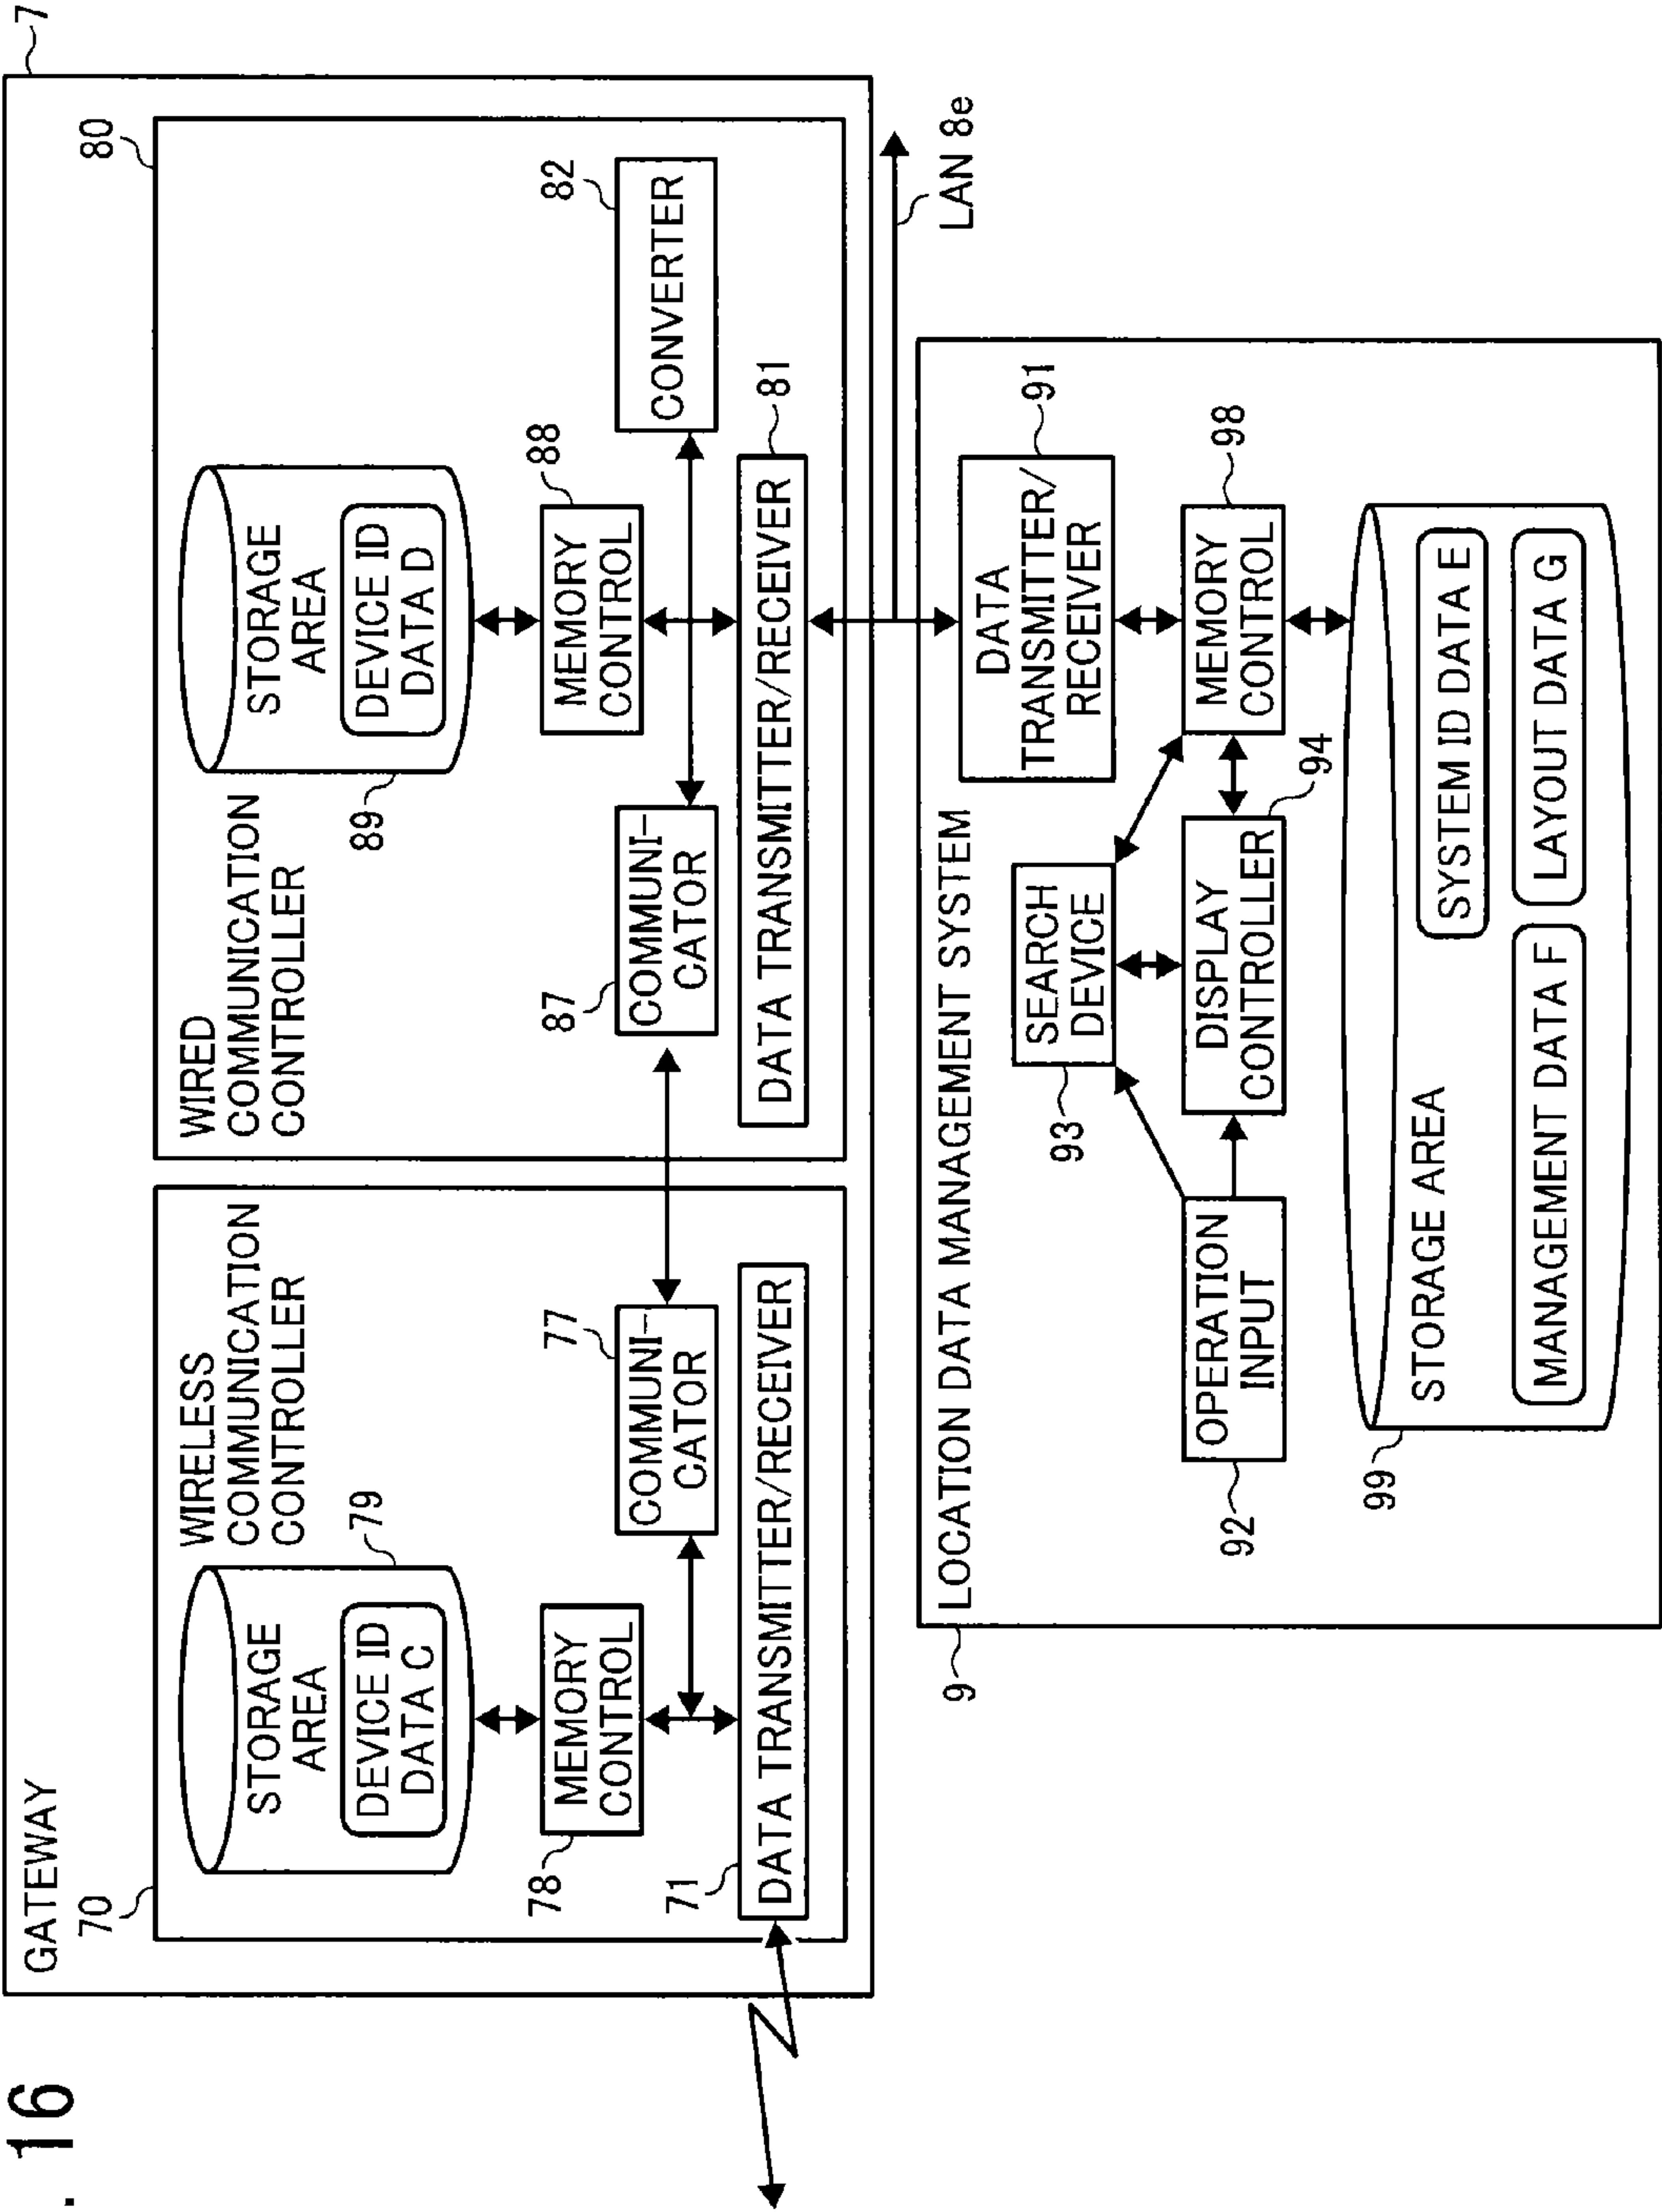 . 16
GATEWAY
7
70
80
WIRELESS
COMMUNICATION
CONTROLLER
STORAGE
AREA
DEVICE ID
DATA C
79
MEMORY
CONTROL
78
COMMUNI-
CATOR
77
71
DATA TRANSMITTER/RECEIVER
WIRED
COMMUNICATION
CONTROLLER
STORAGE
AREA
DEVICE ID
DATA D
89
MEMORY
CONTROL
88
COMMUNI-
CATOR
87
CONVERTER
82
DATA TRANSMITTER/RECEIVER
81
LAN 8e
9
LOCATION DATA MANAGEMENT SYSTEM
DATA
TRANSMITTER/
RECEIVER
91
SEARCH
DEVICE
93
OPERATION
INPUT
92
DISPLAY
CONTROLLER
94
MEMORY
CONTROL
98
99
STORAGE AREA
SYSTEM ID DATA E
MANAGEMENT DATA F
LAYOUT DATA G